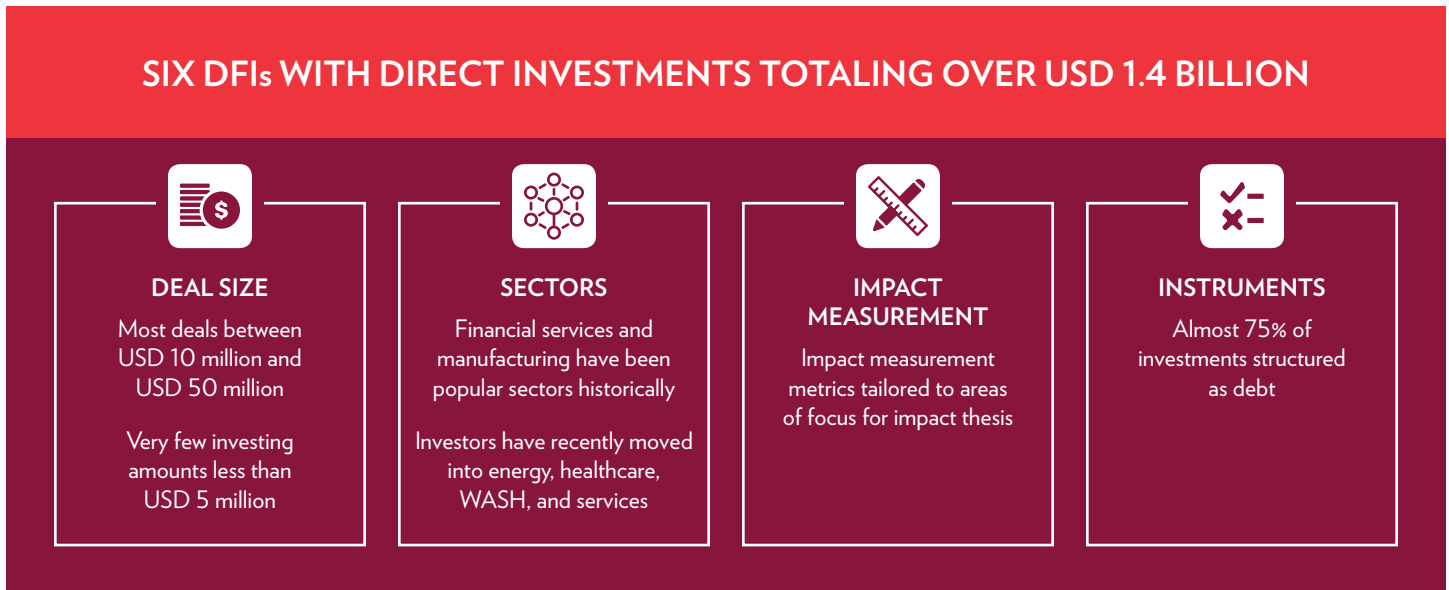 SIX DFIs WITH DIRECT INVESTMENTS TOTALING OVER USD 1.4 BILLION
$
DEAL SIZE
Most deals between
USD 10 million and
USD 50 million
Very few investing
amounts less than
USD 5 million
SECTORS
Financial services and
manufacturing have been
popular sectors historically
Investors have recently moved
into energy, healthcare,
WASH, and services
IMPACT
MEASUREMENT
Impact measurement
metrics tailored to areas
of focus for impact thesis
INSTRUMENTS
Almost 75% of
investments structured
as debt